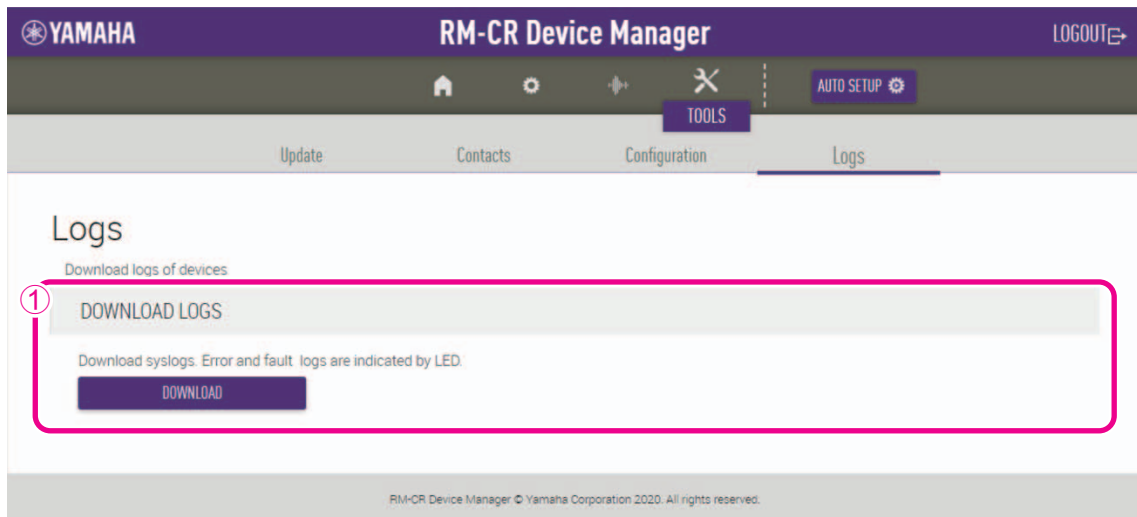 YAMAHA RM-CR Device Manager LOGOUT
AUTO SETUP
TOOLS
Update Contacts Configuration Logs
Logs
Download logs of devices
①
DOWNLOAD LOGS
Download syslogs. Error and fault logs are indicated by LED.
DOWNLOAD
RM-CR Device Manager © Yamaha Corporation 2020. All rights reserved.